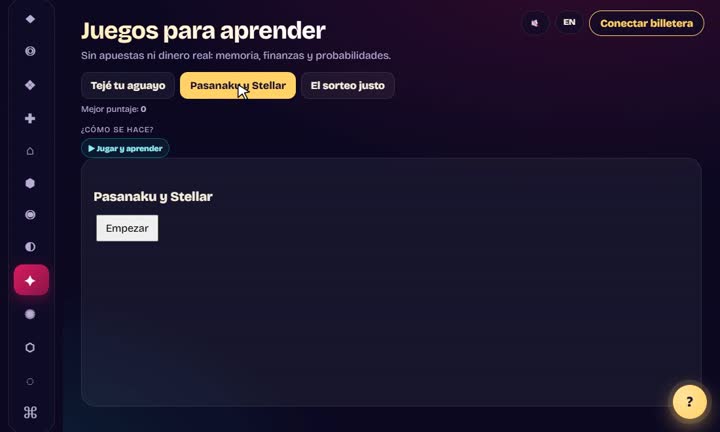 Juegos para aprender
EN
Conectar billetera
Sin apuestas ni dinero real: memoria, finanzas y probabilidades.
Tejé tu aguayo
Pasanaku y Stellar
El sorteo justo
Mejor puntaje: 0
¿CÓMO SE HACE?
▶ Jugar y aprender
Pasanaku y Stellar
Empezar
?